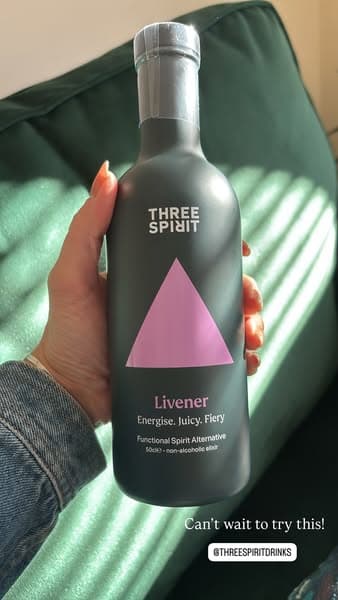 THREE
SPIRIT
Livener
Energise. Juicy. Fiery
Functional Spirit Alternative
50cl℮ - non-alcoholic elixir
Can't wait to try this!
@THREESPIRITDRINKS